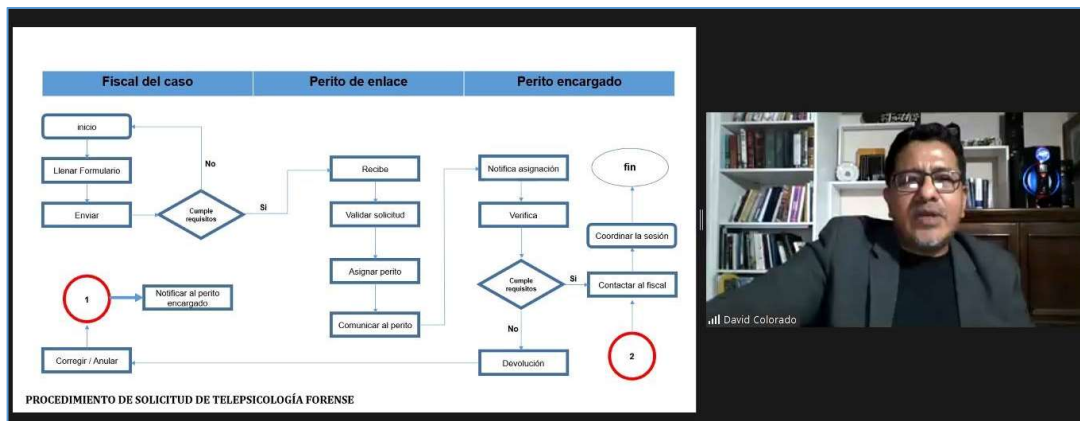 Fiscal del caso
Perito de enlace
Perito encargado
inicio
Llenar Formulario
Enviar
No
Cumple
requisitos
Si
Recibe
Validar solicitud
Asignar perito
Comunicar al perito
Notifica asignación
Verifica
Cumple
requisitos
Si
No
Devolución
fin
Coordinar la sesión
Contactar al fiscal
2
1
Notificar al perito
encargado
Corregir / Anular
PROCEDIMIENTO DE SOLICITUD DE TELEPSICOLOGÍA FORENSE
David Colorado